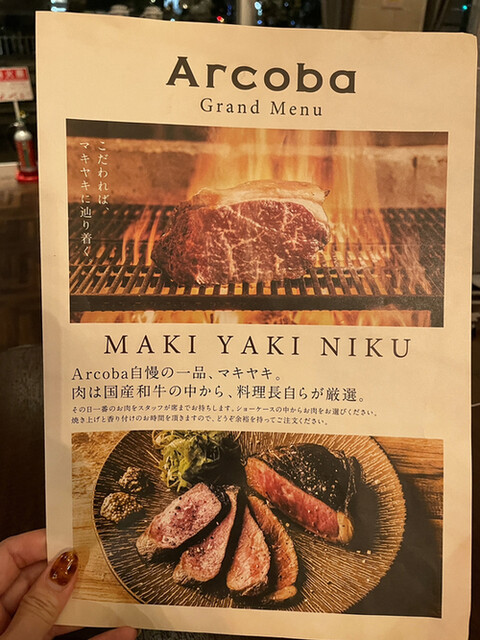 Arcoba
Grand Menu
こだわれば、
マキヤキに辿り着く。
MAKI YAKI NIKU
Arcoba自慢の一品、マキヤキ。
肉は国産和牛の中から、料理長自らが厳選。
その日一番のお肉をスタッフが席までお持ちします。ショーケースの中からお肉をお選びください。
焼き上げと香り付けのお時間を頂きますので、どうぞ余裕を持ってご注文ください。